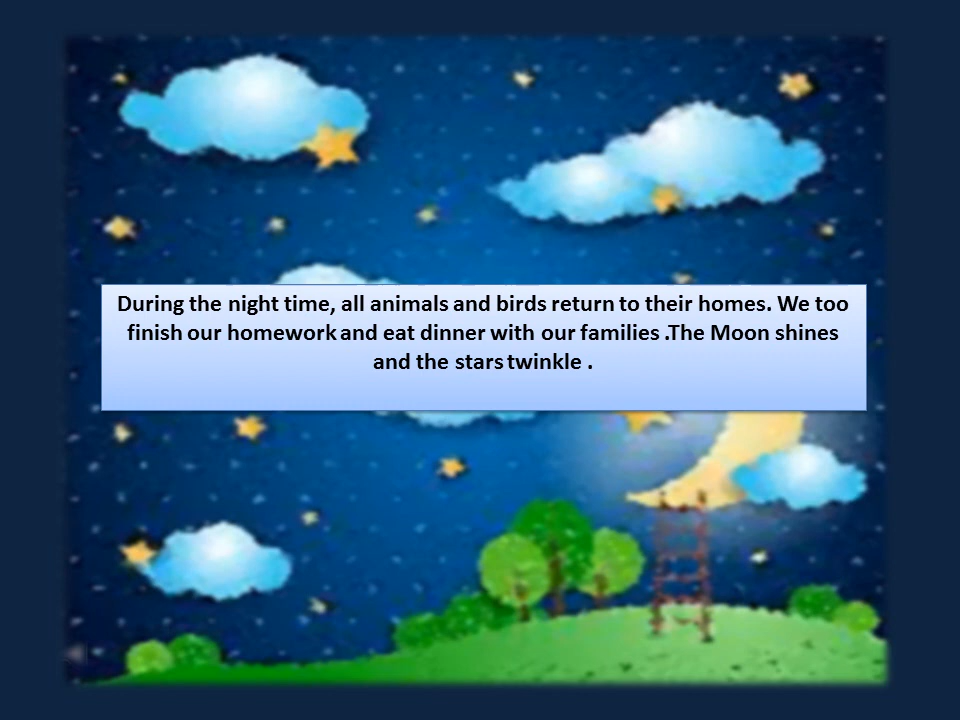 During the night time, all animals and birds return to their homes. We too
finish our homework and eat dinner with our families .The Moon shines
and the stars twinkle .